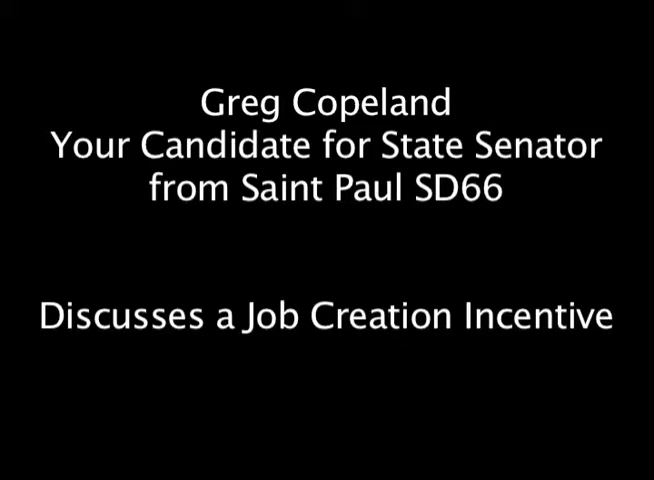 Greg Copeland
Your Candidate for State Senator
from Saint Paul SD66
Discusses a Job Creation Incentive